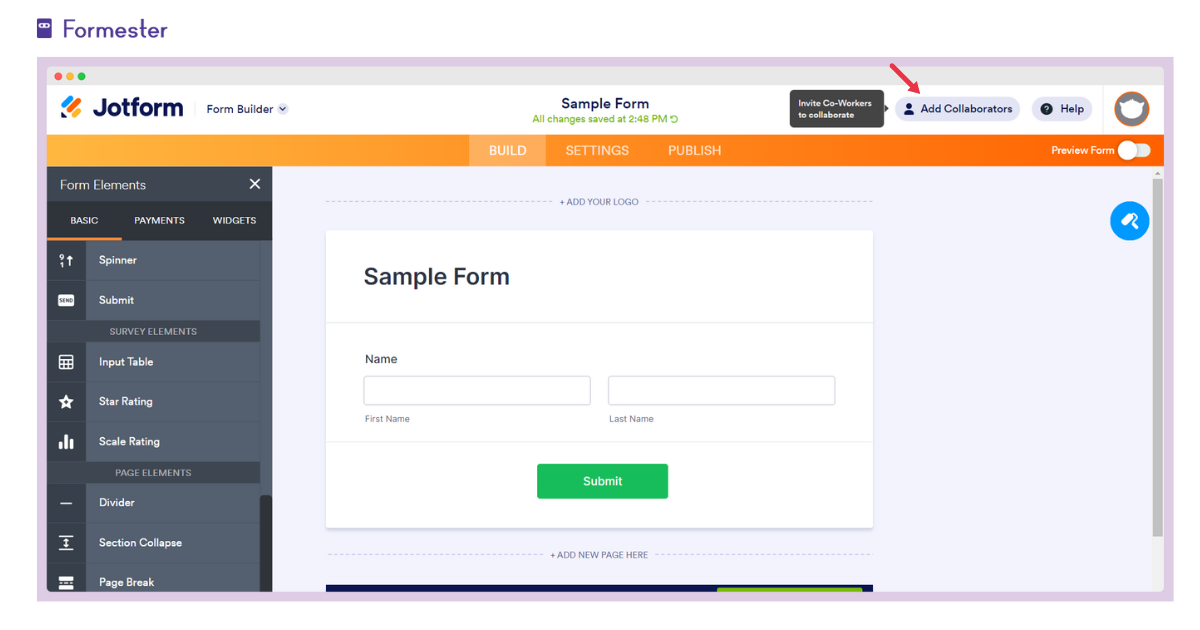 Formester
Jotform
Form Builder
Sample Form
All changes saved at 2:48 PM
Invite Co-Workers
to collaborate
Add Collaborators
? Help
BUILD
SETTINGS
PUBLISH
Preview Form
Form Elements
BASIC
PAYMENTS
WIDGETS
Spinner
SEND
Submit
SURVEY ELEMENTS
Input Table
Star Rating
Scale Rating
PAGE ELEMENTS
Divider
Section Collapse
Page Break
+ ADD YOUR LOGO
Sample Form
Name
First Name
Last Name
Submit
+ ADD NEW PAGE HERE